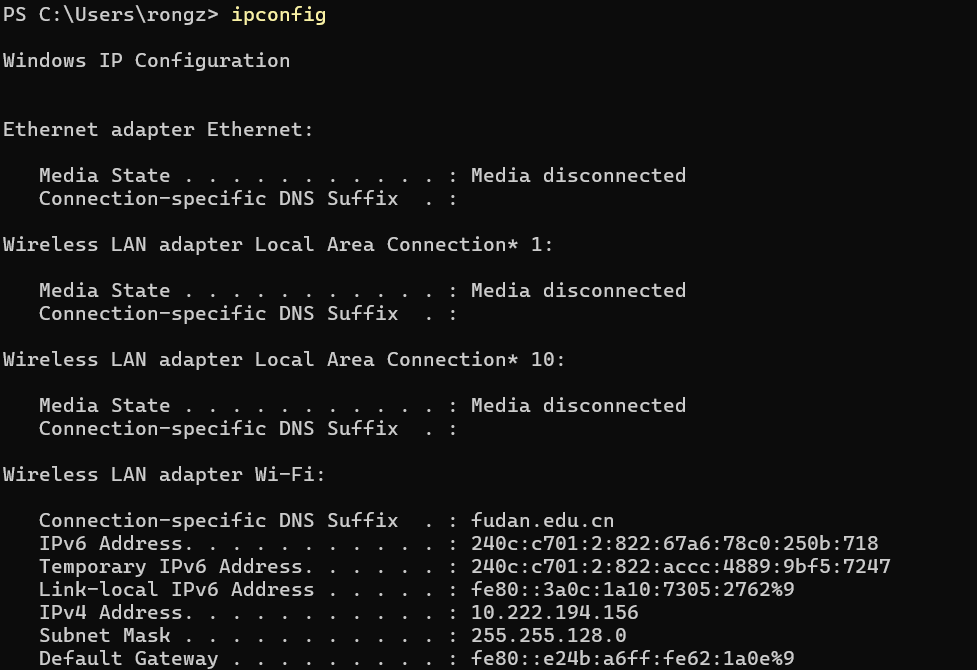 PS C:\Users\rongz> ipconfig
Windows IP Configuration
Ethernet adapter Ethernet:
Media State . . . . . . . . . . . : Media disconnected
Connection-specific DNS Suffix  . :
Wireless LAN adapter Local Area Connection* 1:
Media State . . . . . . . . . . . : Media disconnected
Connection-specific DNS Suffix  . :
Wireless LAN adapter Local Area Connection* 10:
Media State . . . . . . . . . . . : Media disconnected
Connection-specific DNS Suffix  . :
Wireless LAN adapter Wi-Fi:
Connection-specific DNS Suffix  . : fudan.edu.cn
IPv6 Address. . . . . . . . . . . : 240c:c701:2:822:67a6:78c0:250b:718
Temporary IPv6 Address. . . . . . : 240c:c701:2:822:accc:4889:9bf5:7247
Link-local IPv6 Address . . . . . : fe80::3a0c:1a10:7305:2762%9
IPv4 Address. . . . . . . . . . . : 10.222.194.156
Subnet Mask . . . . . . . . . . . : 255.255.128.0
Default Gateway . . . . . . . . . : fe80::e24b:a6ff:fe62:1a0e%9